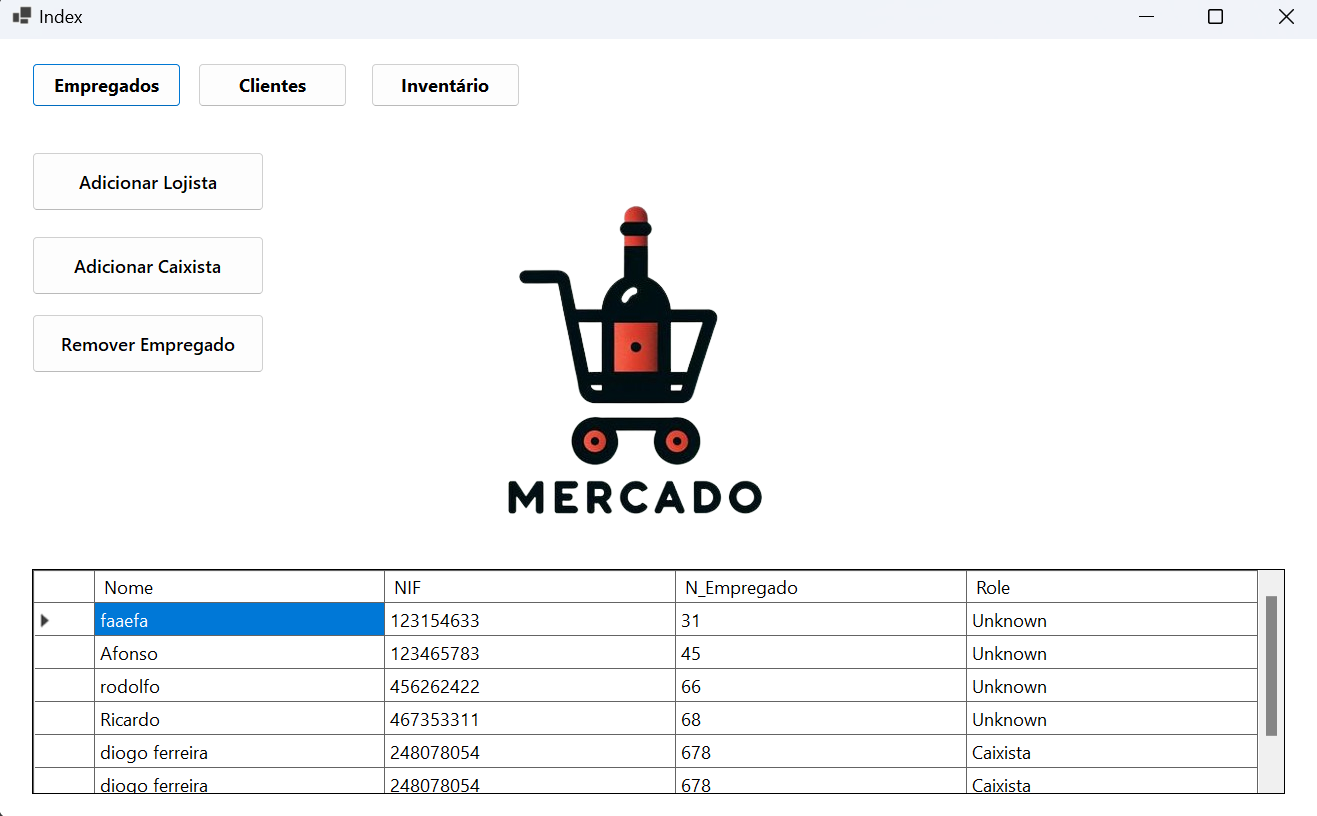 Index
Empregados Clientes Inventário
Adicionar Lojista
Adicionar Caixista
Remover Empregado
MERCADO
Nome NIF N_Empregado Role
faaefa 123154633 31 Unknown
Afonso 123465783 45 Unknown
rodolfo 456262422 66 Unknown
Ricardo 467353311 68 Unknown
diogo ferreira 248078054 678 Caixista
diogo ferreira 248078054 678 Caixista